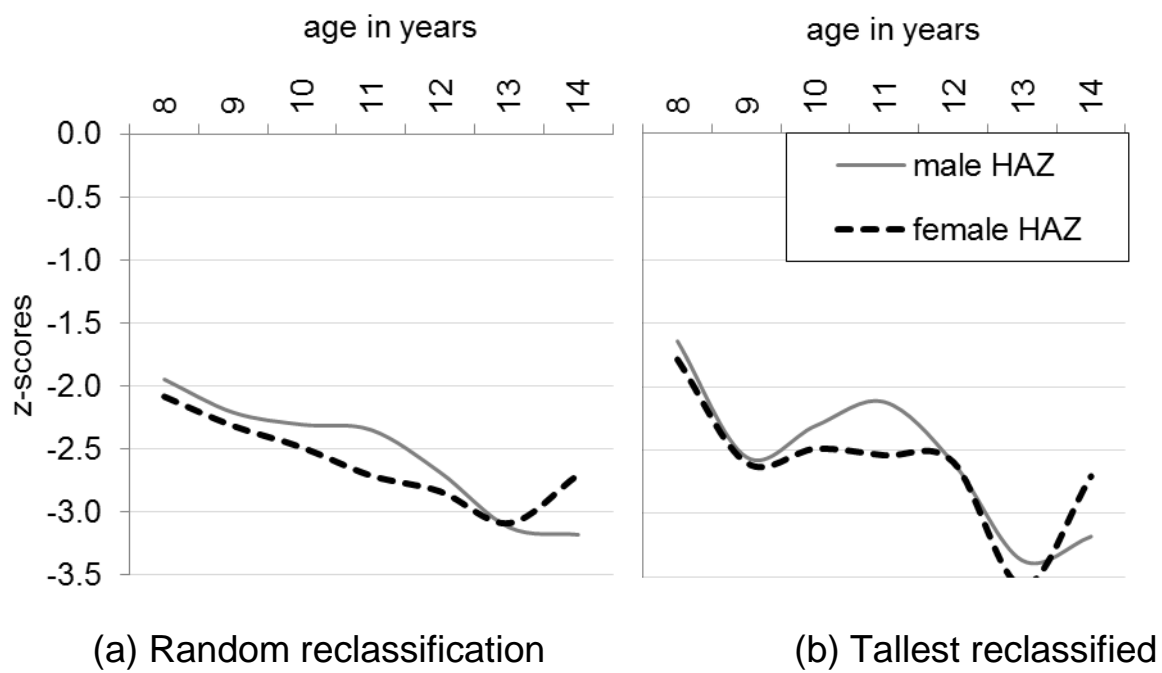 age in years
8 9 10 11 12 13 14
0.0
-0.5
-1.0
-1.5
-2.0
-2.5
-3.0
-3.5
z-scores
(a) Random reclassification
age in years
8 9 10 11 12 13 14
male HAZ
female HAZ
(b) Tallest reclassified